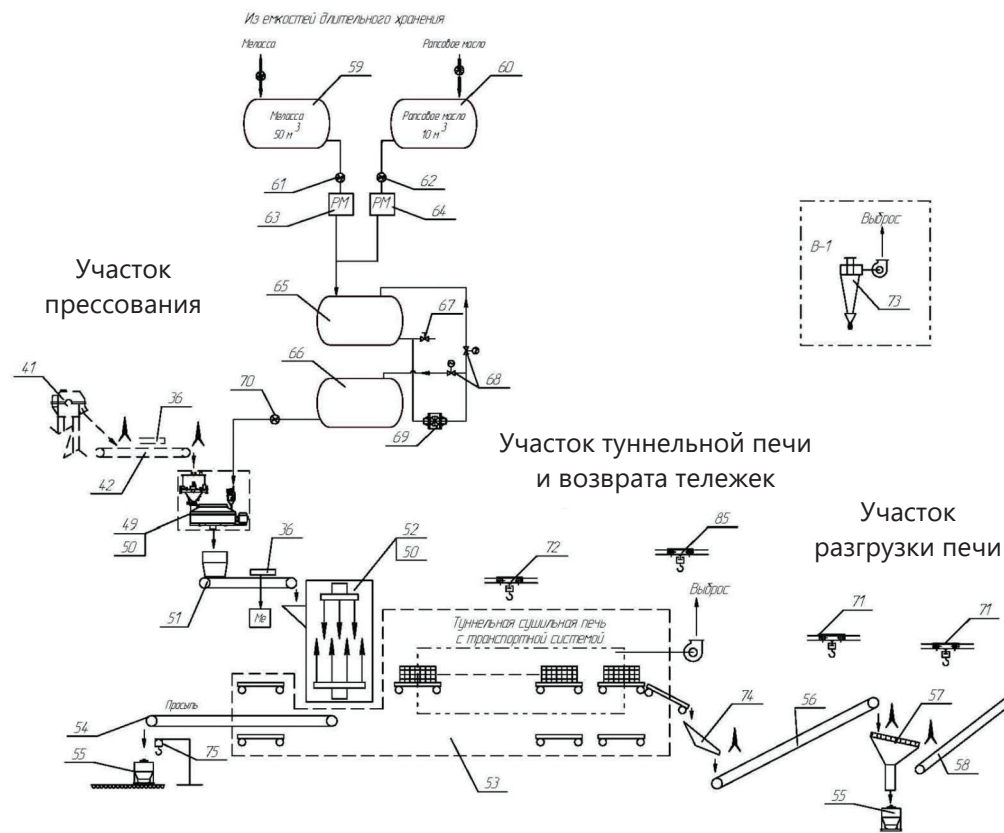 Из емкостей длительного хранения
Меласса
Рапсовое масло
59
60
Меласса
50 м³
Рапсовое масло
10 м³
61
62
РМ
РМ
63
64
Выброс
В-1
73
Участок
прессования
65
67
66
68
70
69
41
36
42
Участок туннельной печи
и возврата тележек
Участок
разгрузки печи
49
50
36
52
50
72
85
51
Ме
Выброс
71
71
Туннельная сушильная печь
с транспортной системой
Просыпь
54
74
56
57
58
55
75
53
55